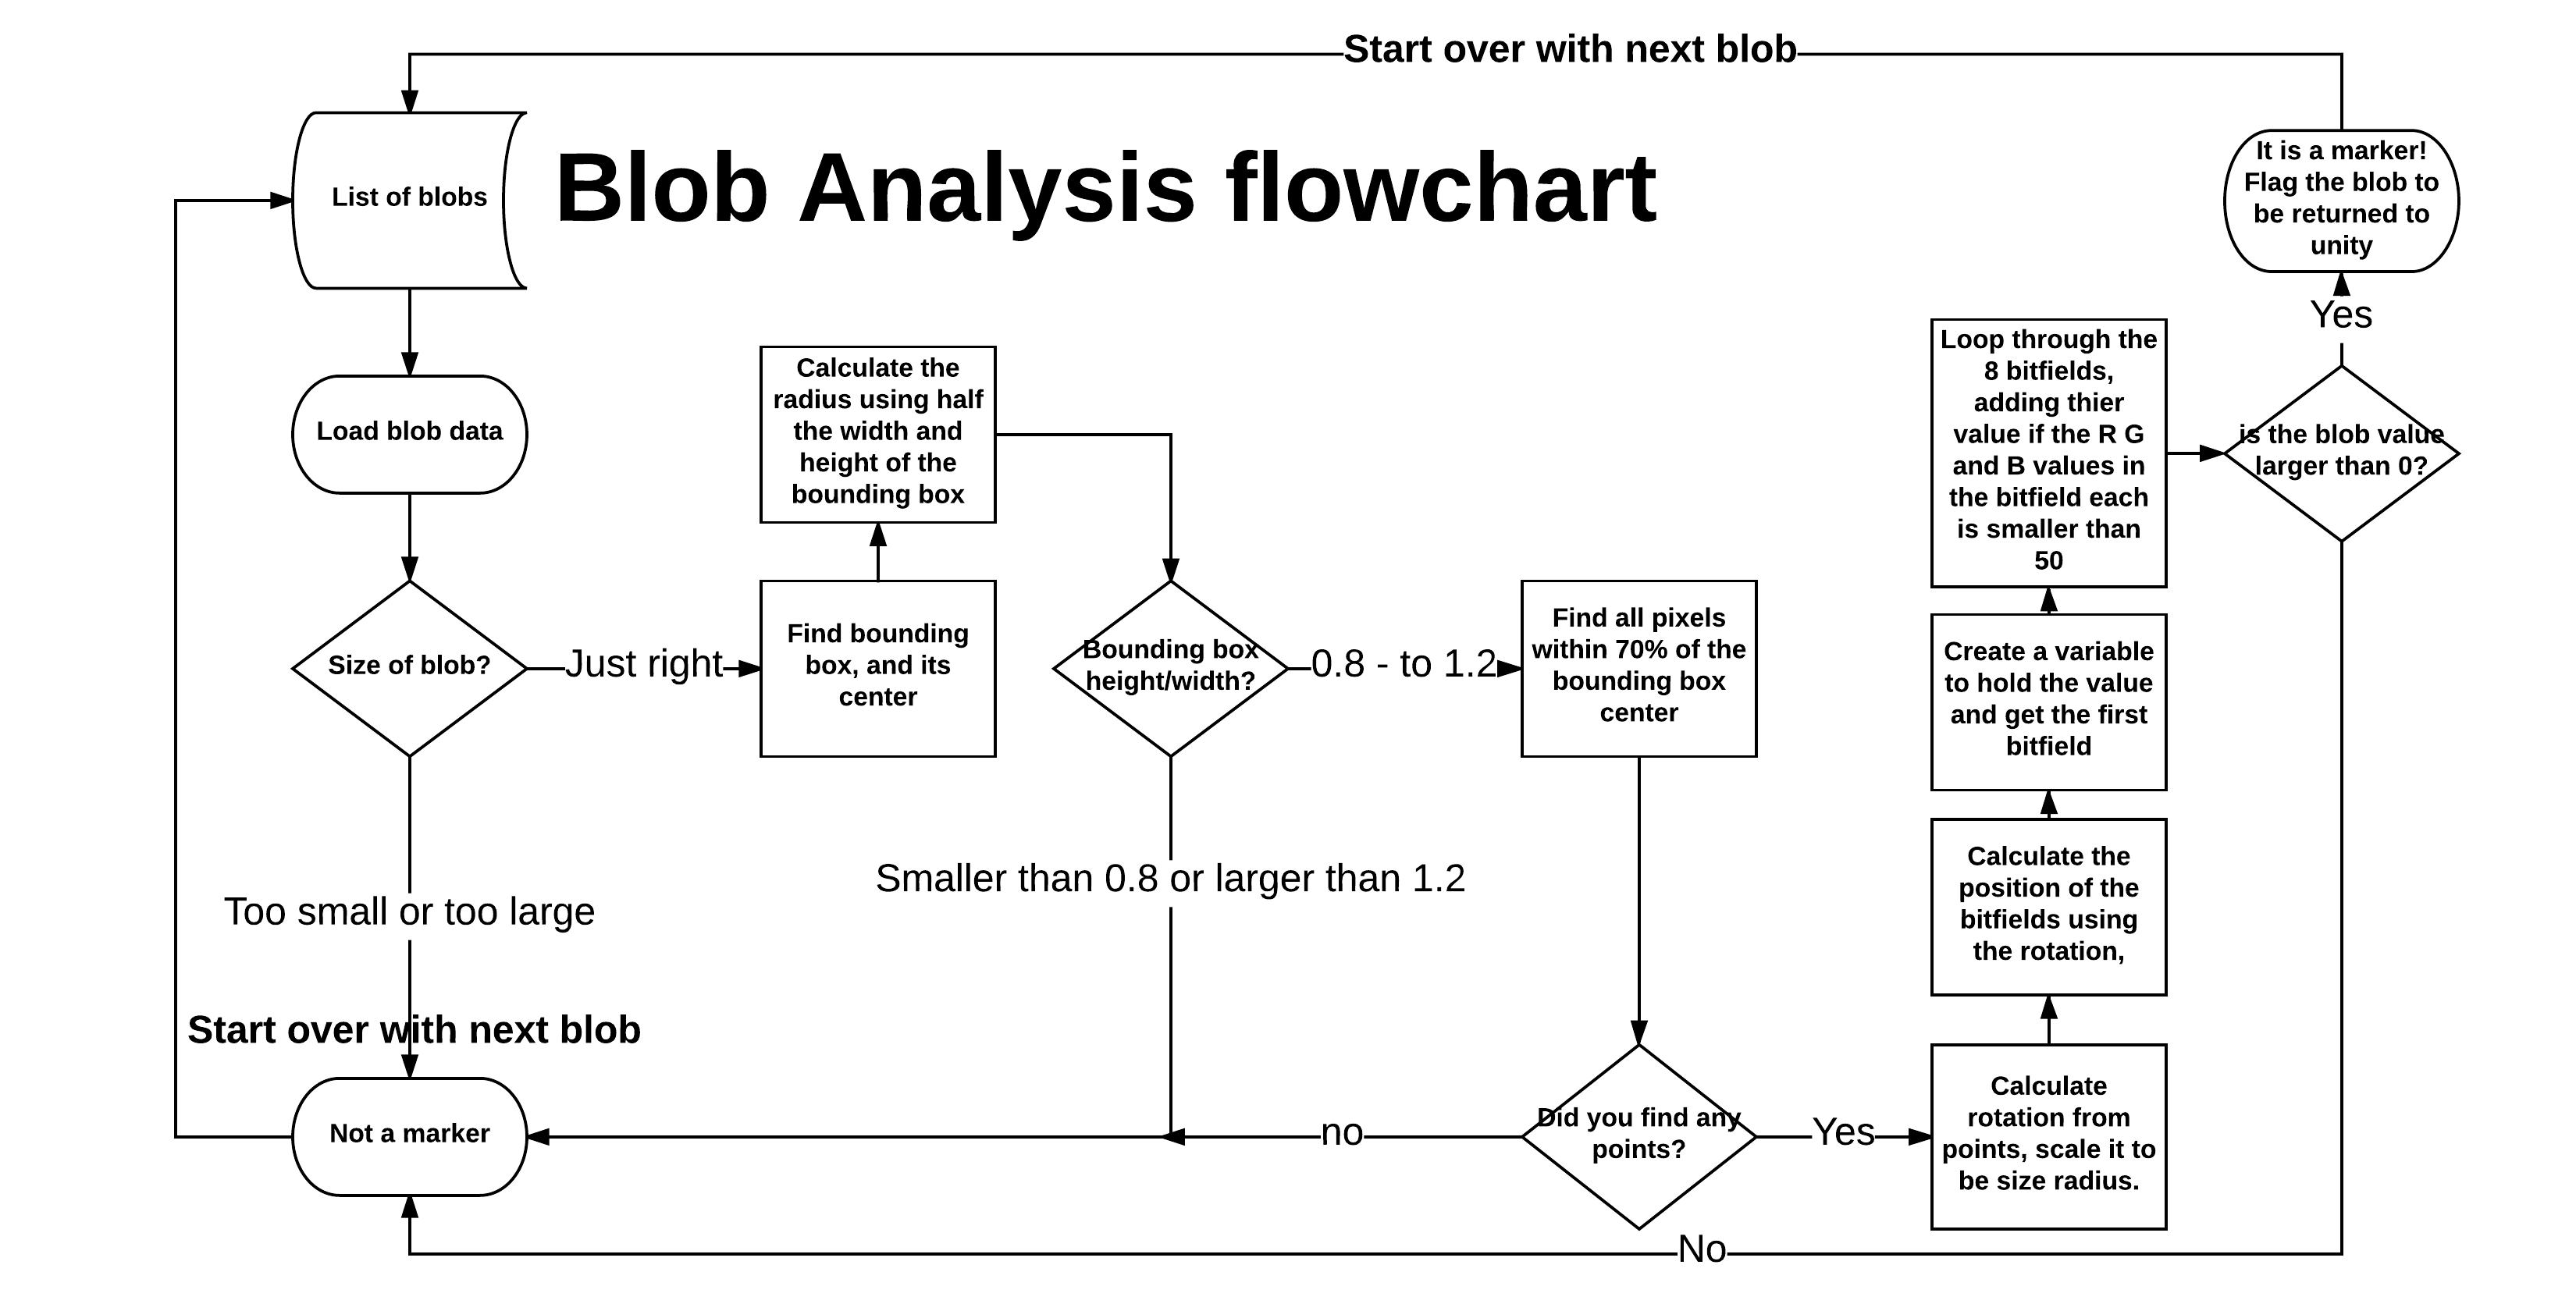 Start over with next blob
Blob Analysis flowchart
List of blobs
It is a marker!
Flag the blob to
be returned to
unity
Yes
Load blob data
Calculate the
radius using half
the width and
height of the
bounding box
Loop through the
8 bitfields,
adding thier
value if the R G
and B values in
the bitfield each
is smaller than
50
is the blob value
larger than 0?
Size of blob?
Just right
Find bounding
box, and its
center
Bounding box
height/width?
0.8 - to 1.2
Find all pixels
within 70% of the
bounding box
center
Create a variable
to hold the value
and get the first
bitfield
Too small or too large
Smaller than 0.8 or larger than 1.2
Calculate the
position of the
bitfields using
the rotation,
Start over with next blob
Not a marker
no
Did you find any
points?
Yes
Calculate
rotation from
points, scale it to
be size radius.
No